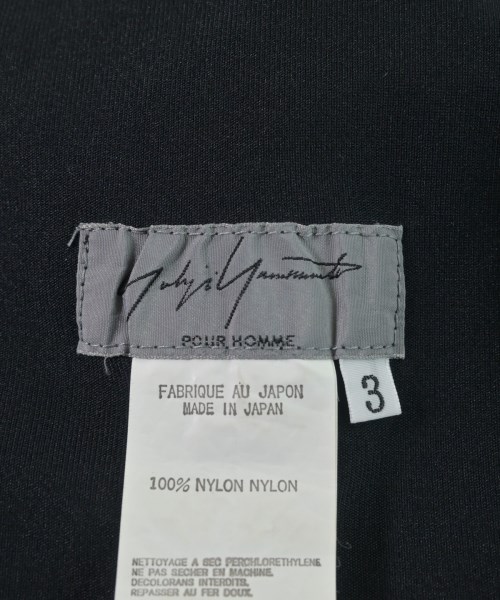 Yohji Yamamoto
POUR HOMME
3
FABRIQUE AU JAPON
MADE IN JAPAN
100% NYLON NYLON
NETTOYAGE A SEC PERCHLORETHYLENE.
NE PAS SECHER EN MACHINE.
DECOLORANS INTERDITS.
REPASSER AU FER DOUX.